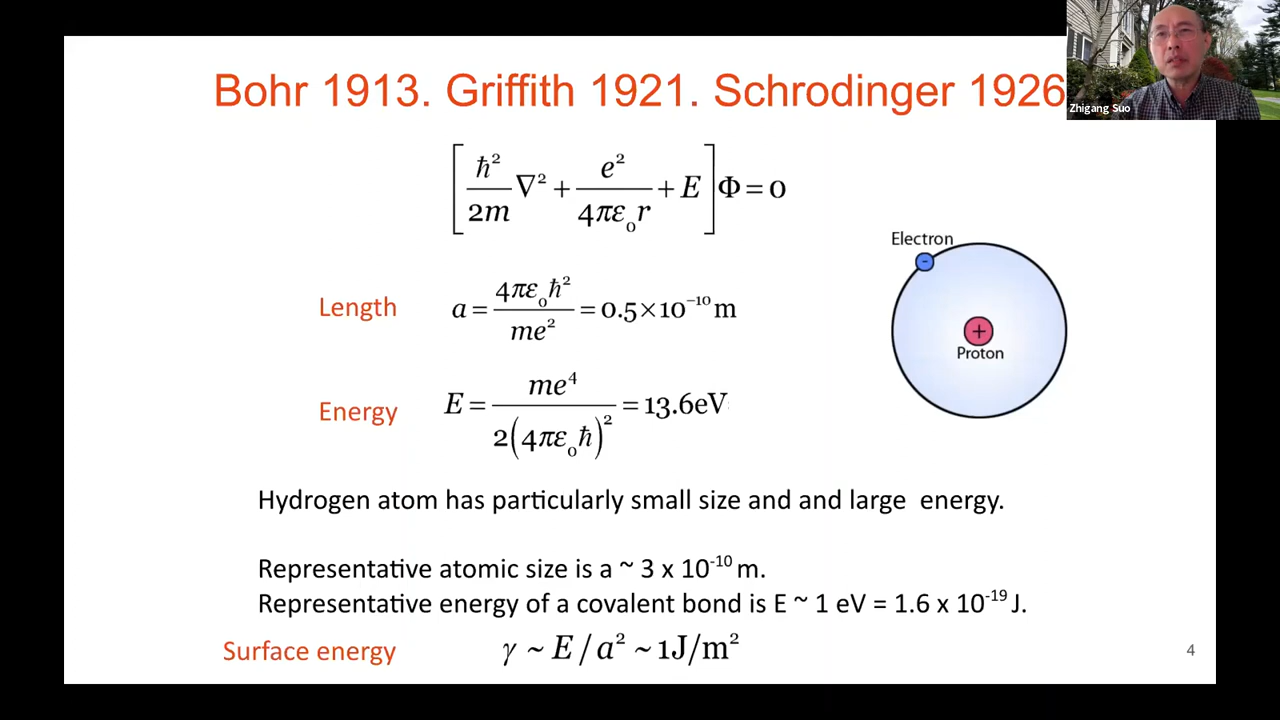 Bohr 1913. Griffith 1921. Schrodinger 1926
Zhigang Suo
[ħ²/2m ∇² + e²/4πε₀r + E]Φ = 0
Electron
-
+
Proton
Length a = 4πε₀ħ²/me² = 0.5×10⁻¹⁰ m
Energy E = me⁴/2(4πε₀ħ)² = 13.6eV
Hydrogen atom has particularly small size and and large energy.
Representative atomic size is a ~ 3 x 10⁻¹⁰ m.
Representative energy of a covalent bond is E ~ 1 eV = 1.6 x 10⁻¹⁹ J.
Surface energy γ ~ E / a² ~ 1J/m²
4